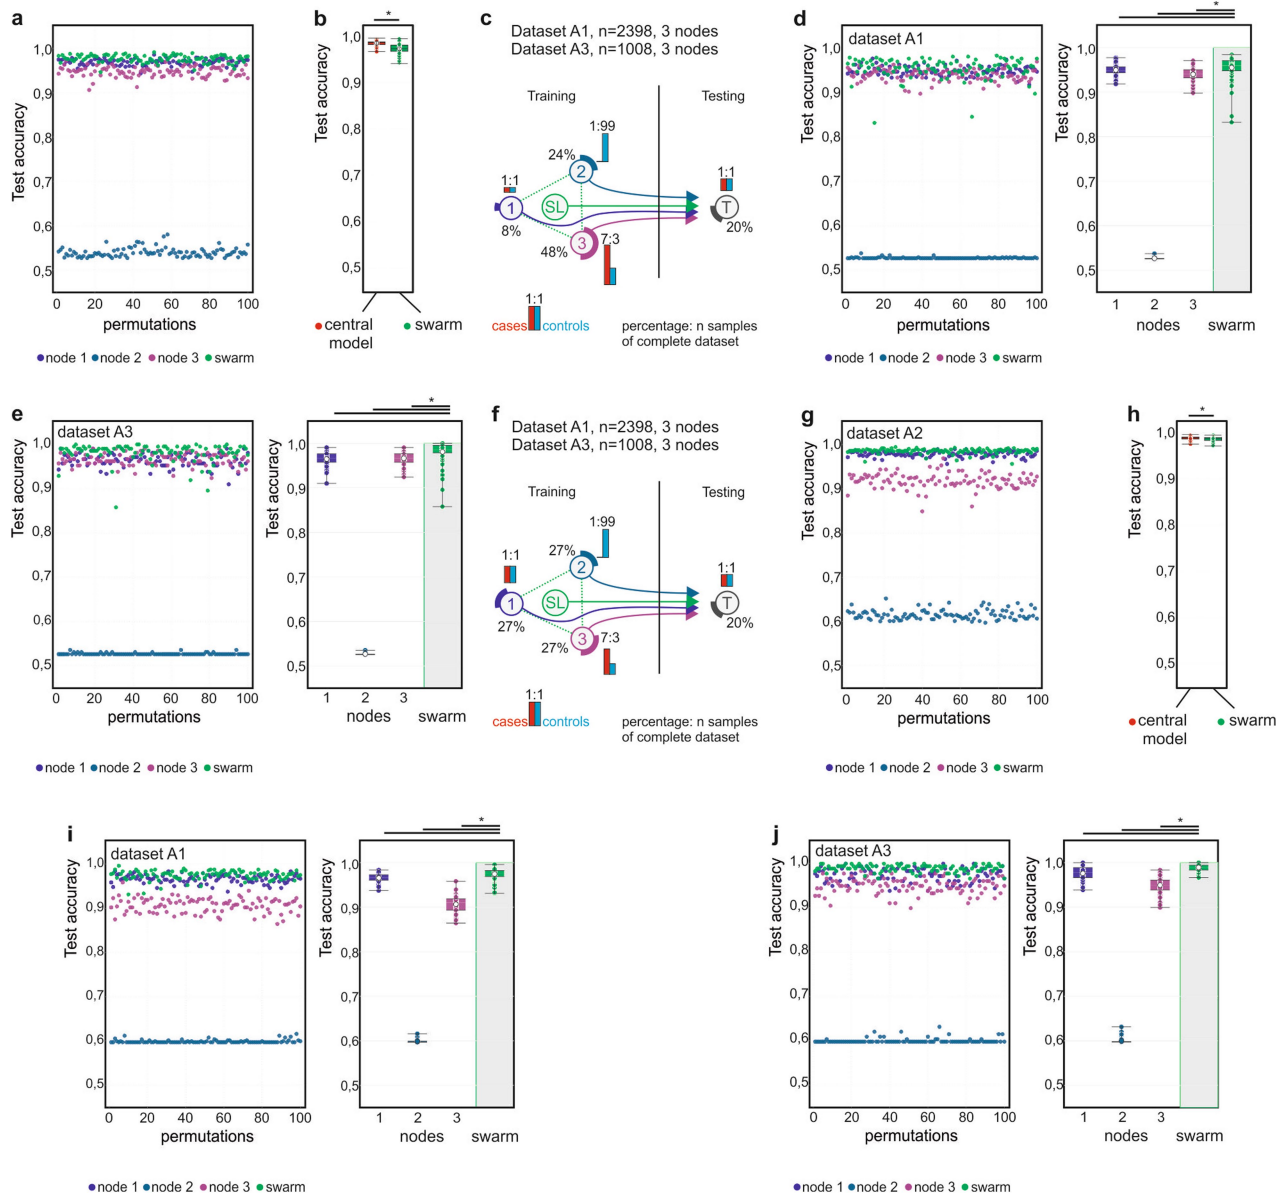 a
Test accuracy
1,0
0,9
0,8
0,7
0,6
0,5
0 20 40 60 80 100
permutations
node 1 node 2 node 3 swarm
b
*
Test accuracy
1,0
0,9
0,8
0,7
0,6
0,5
central model
swarm
c
Dataset A1, n=2398, 3 nodes
Dataset A3, n=1008, 3 nodes
Training
Testing
1:99
24%
2
1:1
1
8%
SL
48%
3
7:3
1:1
T
20%
1:1
cases controls
percentage: n samples
of complete dataset
d
dataset A1
Test accuracy
1,0
0,9
0,8
0,7
0,6
0,5
0 20 40 60 80 100
permutations
node 1 node 2 node 3 swarm
*
Test accuracy
1,0
0,9
0,8
0,7
0,6
0,5
1 2 3
nodes swarm
e
dataset A3
Test accuracy
1,0
0,9
0,8
0,7
0,6
0,5
0 20 40 60 80 100
permutations
node 1 node 2 node 3 swarm
*
Test accuracy
1,0
0,9
0,8
0,7
0,6
0,5
1 2 3
nodes swarm
f
Dataset A1, n=2398, 3 nodes
Dataset A3, n=1008, 3 nodes
Training
Testing
1:99
27%
2
1:1
1
27%
SL
27%
3
7:3
1:1
T
20%
1:1
cases controls
percentage: n samples
of complete dataset
g
dataset A2
Test accuracy
1,0
0,9
0,8
0,7
0,6
0,5
0 20 40 60 80 100
permutations
node 1 node 2 node 3 swarm
h
*
Test accuracy
1,0
0,9
0,8
0,7
0,6
0,5
central model
swarm
i
dataset A1
Test accuracy
1,0
0,9
0,8
0,7
0,6
0,5
0 20 40 60 80 100
permutations
node 1 node 2 node 3 swarm
*
Test accuracy
1,0
0,9
0,8
0,7
0,6
0,5
1 2 3
nodes swarm
j
dataset A3
Test accuracy
1,0
0,9
0,8
0,7
0,6
0,5
0 20 40 60 80 100
permutations
node 1 node 2 node 3 swarm
*
Test accuracy
1,0
0,9
0,8
0,7
0,6
0,5
1 2 3
nodes swarm